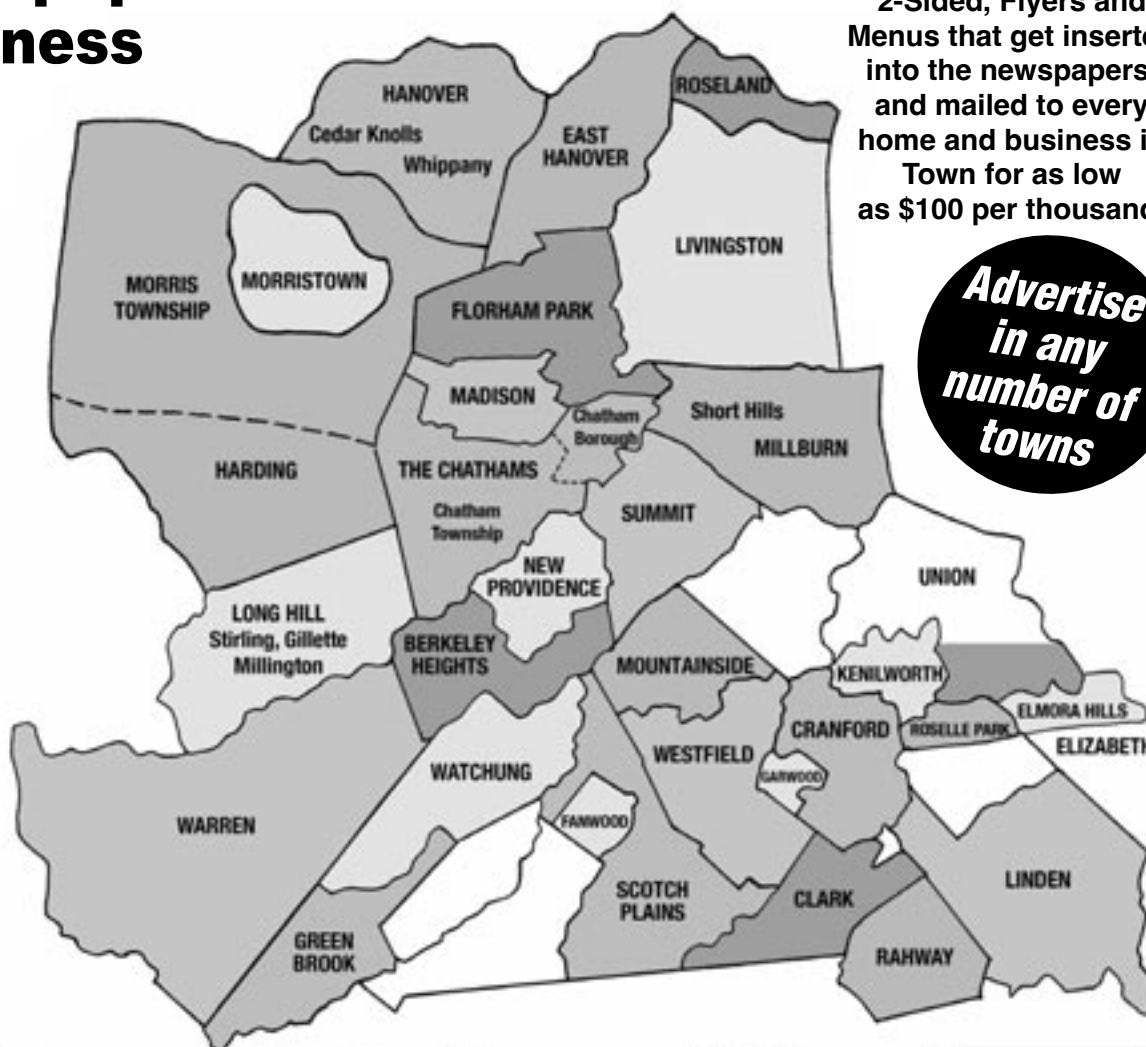 ness
2-Sided, Flyers and
Menus that get inserte
into the newspapers
and mailed to every
home and business i
Town for as low
as $100 per thousand
Advertise
in any
number of
towns
HANOVER
Cedar Knolls
Whippany
EAST
HANOVER
ROSELAND
LIVINGSTON
MORRIS
TOWNSHIP
MORRISTOWN
FLORHAM PARK
MADISON
Chatham
Borough
Short Hills
MILLBURN
HARDING
THE CHATHAMS
Chatham
Township
SUMMIT
NEW
PROVIDENCE
UNION
LONG HILL
Stirling, Gillette
Millington
BERKELEY
HEIGHTS
MOUNTAINSIDE
KENILWORTH
ELMORA HILLS
CRANFORD
ROSELLE PARK
ELIZABETH
WESTFIELD
GARWOOD
WATCHUNG
WARREN
FANWOOD
SCOTCH
PLAINS
CLARK
LINDEN
GREEN
BROOK
RAHWAY